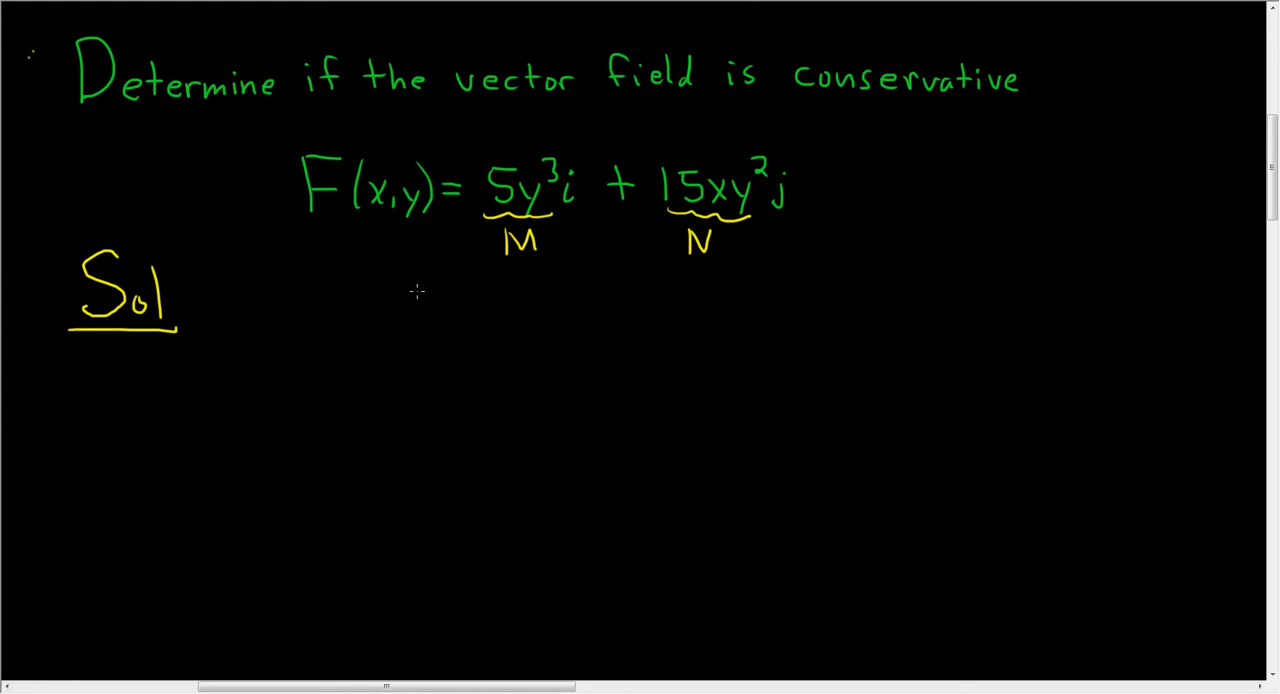 Determine if the vector field is conservative
F(x,y) = 5y³i + 15xy²j
M N
Sol